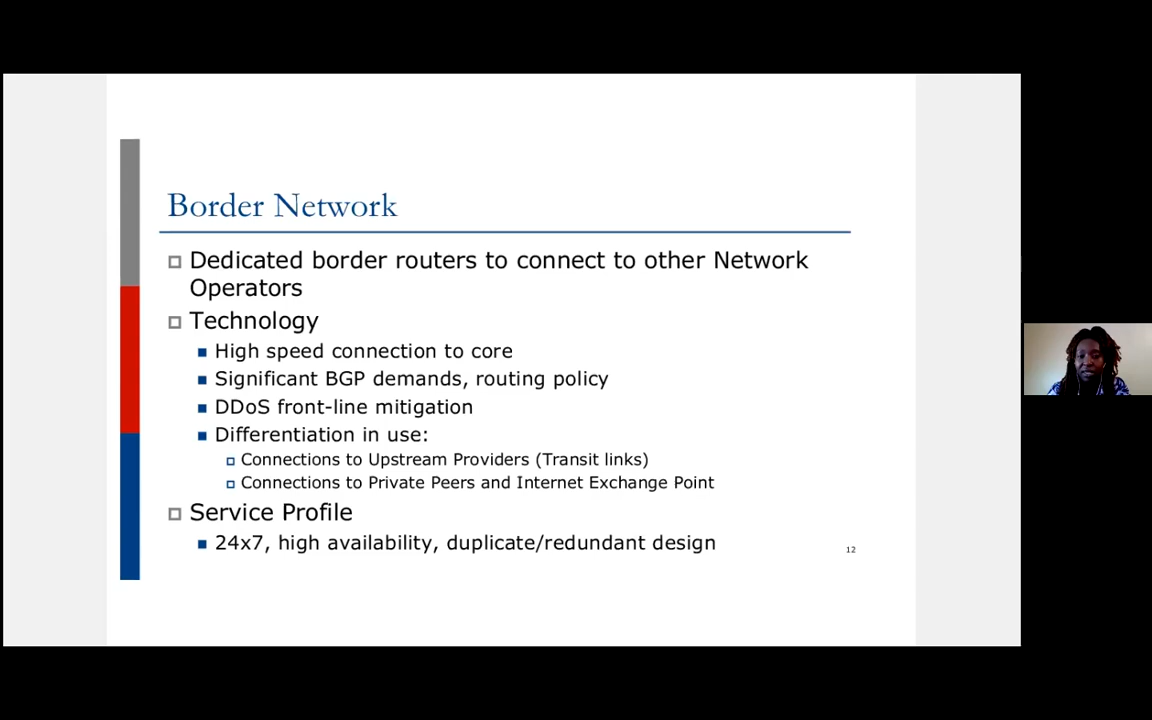 Border Network
Dedicated border routers to connect to other Network
Operators
Technology
High speed connection to core
Significant BGP demands, routing policy
DDoS front-line mitigation
Differentiation in use:
Connections to Upstream Providers (Transit links)
Connections to Private Peers and Internet Exchange Point
Service Profile
24x7, high availability, duplicate/redundant design
12